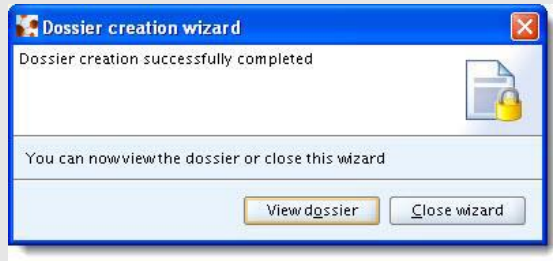 Dossier creation wizard
Dossier creation successfully completed
You can now view the dossier or close this wizard
View dossier
Close wizard